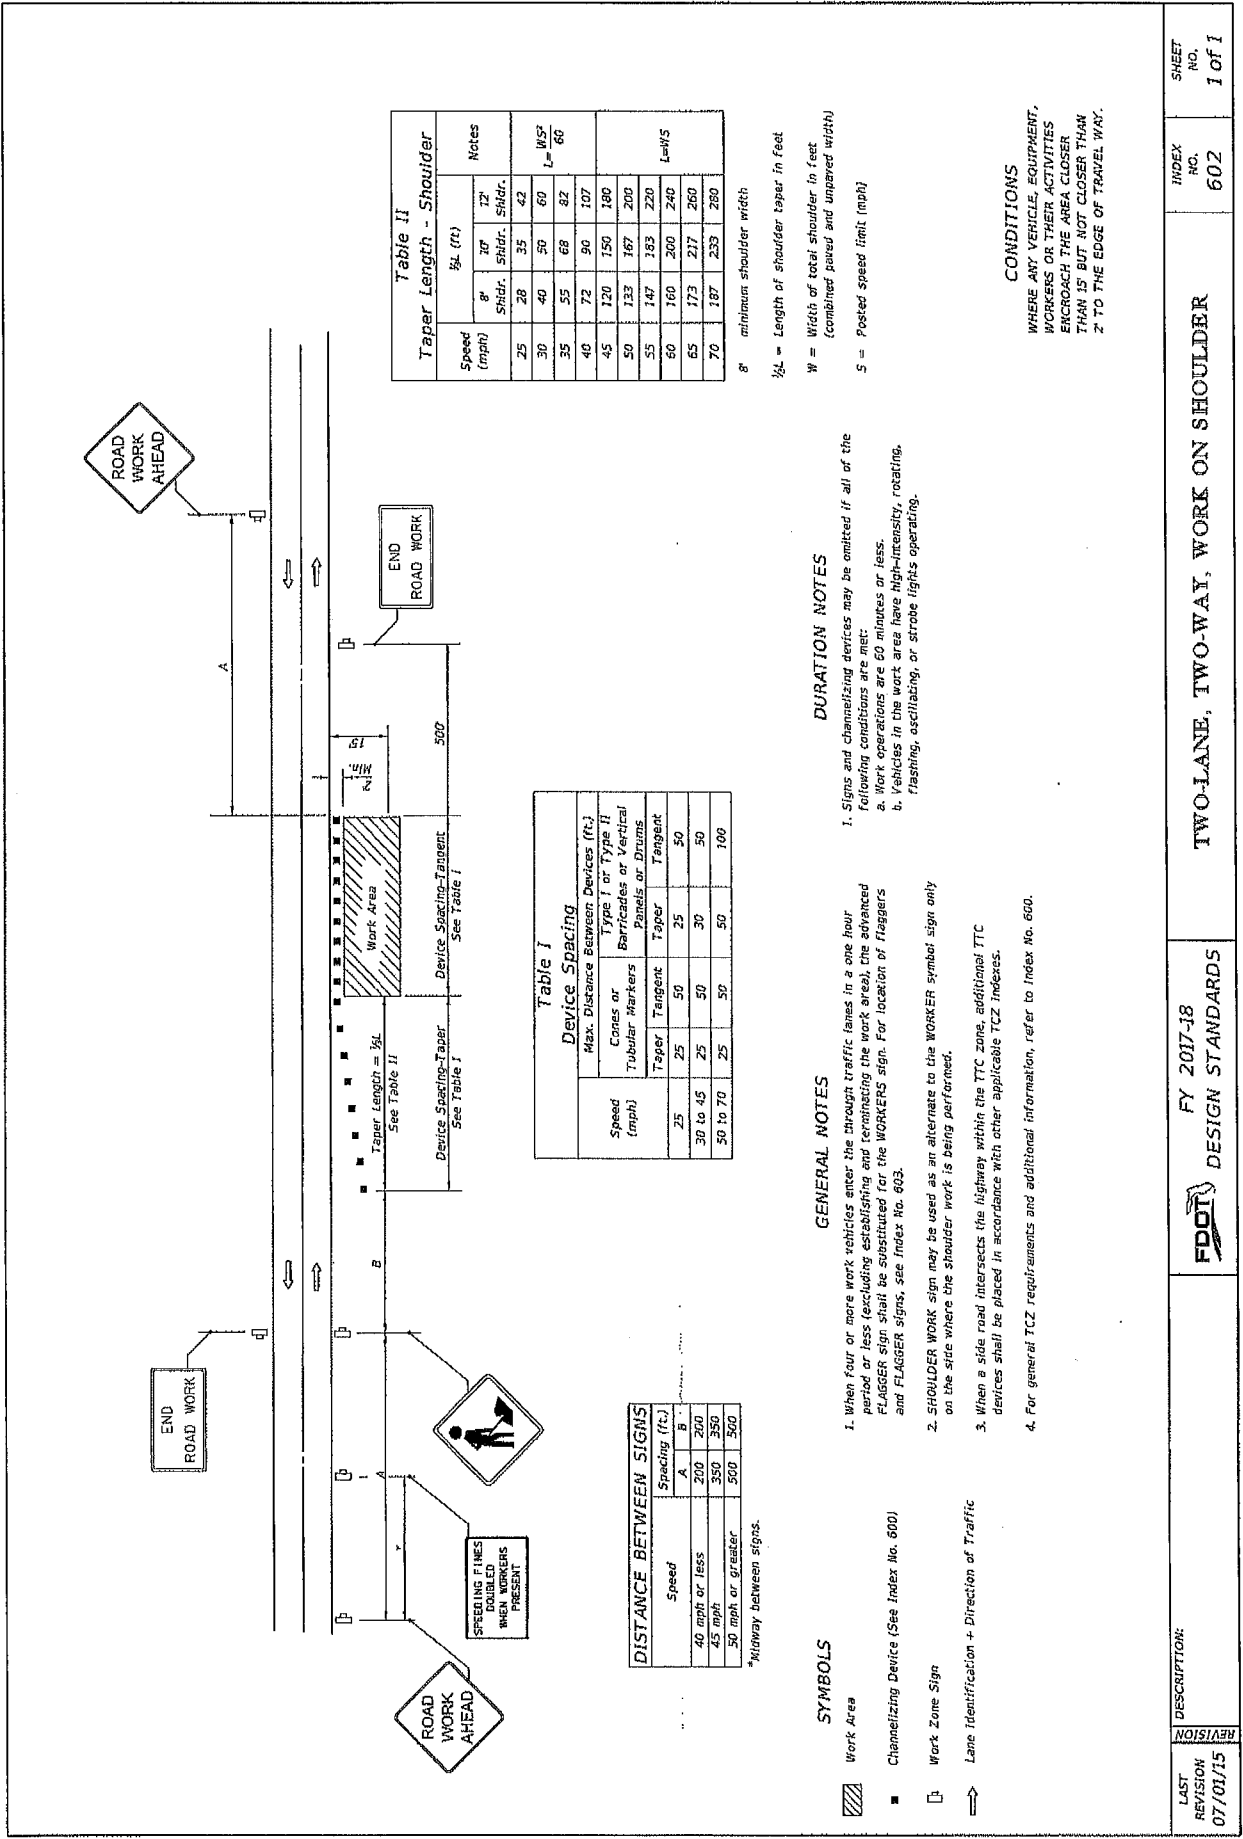 ROAD
WORK
AHEAD
END
ROAD WORK
A
2'
Min.
15'
Work Area
B
Taper Length = ⅓L
See Table II
Device Spacing-Taper
See Table I
Device Spacing-Tangent
See Table I
500'
END
ROAD WORK
A
*
SPEEDING FINES
DOUBLED
WHEN WORKERS
PRESENT
ROAD
WORK
AHEAD
Table II
Taper Length - Shoulder
Speed (mph) | ⅓L (ft) | Notes
8' Shldr. | 10' Shldr. | 12' Shldr.
25 | 28 | 35 | 42 | L= WS²/60
30 | 40 | 50 | 60
35 | 55 | 68 | 82
40 | 72 | 90 | 107
45 | 120 | 150 | 180 | L=WS
50 | 133 | 167 | 200
55 | 147 | 183 | 220
60 | 160 | 200 | 240
65 | 173 | 217 | 260
70 | 187 | 233 | 280
8' minimum shoulder width
⅓L = Length of shoulder taper in feet
W = Width of total shoulder in feet
(combined paved and unpaved width)
S = Posted speed limit (mph)
Table I
Device Spacing
Speed (mph) | Max. Distance Between Devices (ft.)
Cones or Tubular Markers | Type I or Type II Barricades or Vertical Panels or Drums
Taper | Tangent | Taper | Tangent
25 | 25 | 50 | 25 | 50
30 to 45 | 25 | 50 | 30 | 50
50 to 70 | 25 | 50 | 50 | 100
DISTANCE BETWEEN SIGNS
Speed | Spacing (ft.)
A | B
40 mph or less | 200 | 200
45 mph | 350 | 350
50 mph or greater | 500 | 500
*Midway between signs.
SYMBOLS
Work Area
Channelizing Device (See Index No. 600)
Work Zone Sign
Lane Identification + Direction of Traffic
GENERAL NOTES
1. When four or more work vehicles enter the through traffic lanes in a one hour
period or less (excluding establishing and terminating the work area), the advanced
FLAGGER sign shall be substituted for the WORKERS sign. For location of flaggers
and FLAGGER signs, see Index No. 603.
2. SHOULDER WORK sign may be used as an alternate to the WORKER symbol sign only
on the side where the shoulder work is being performed.
3. When a side road intersects the highway within the TTC zone, additional TTC
devices shall be placed in accordance with other applicable TCZ Indexes.
4. For general TCZ requirements and additional information, refer to Index No. 600.
DURATION NOTES
1. Signs and channelizing devices may be omitted if all of the
following conditions are met:
a. Work operations are 60 minutes or less.
b. Vehicles in the work area have high-intensity, rotating,
flashing, oscillating, or strobe lights operating.
CONDITIONS
WHERE ANY VEHICLE, EQUIPMENT,
WORKERS OR THEIR ACTIVITIES
ENCROACH THE AREA CLOSER
THAN 15' BUT NOT CLOSER THAN
2' TO THE EDGE OF TRAVEL WAY.
LAST
REVISION
07/01/15
REVISION
DESCRIPTION:
FDOT
FY 2017-18
DESIGN STANDARDS
TWO-LANE, TWO-WAY, WORK ON SHOULDER
INDEX
NO.
602
SHEET
NO.
1 of 1